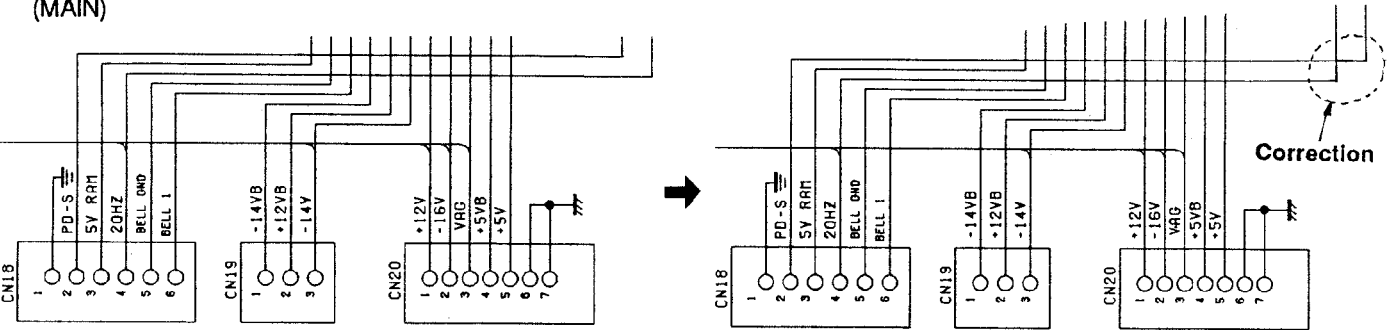 (MAIN)
PD-S
5V RAM
20HZ
BELL GND
BELL 1
-14VB
+12VB
-14V
+12V
-16V
VAG
+5VB
+5V
CN18
1 2 3 4 5 6
CN19
1 2 3
CN20
1 2 3 4 5 6 7
Correction
PD-S
5V RAM
20HZ
BELL GND
BELL 1
-14VB
+12VB
-14V
+12V
-16V
VAG
+5VB
+5V
CN18
1 2 3 4 5 6
CN19
1 2 3
CN20
1 2 3 4 5 6 7